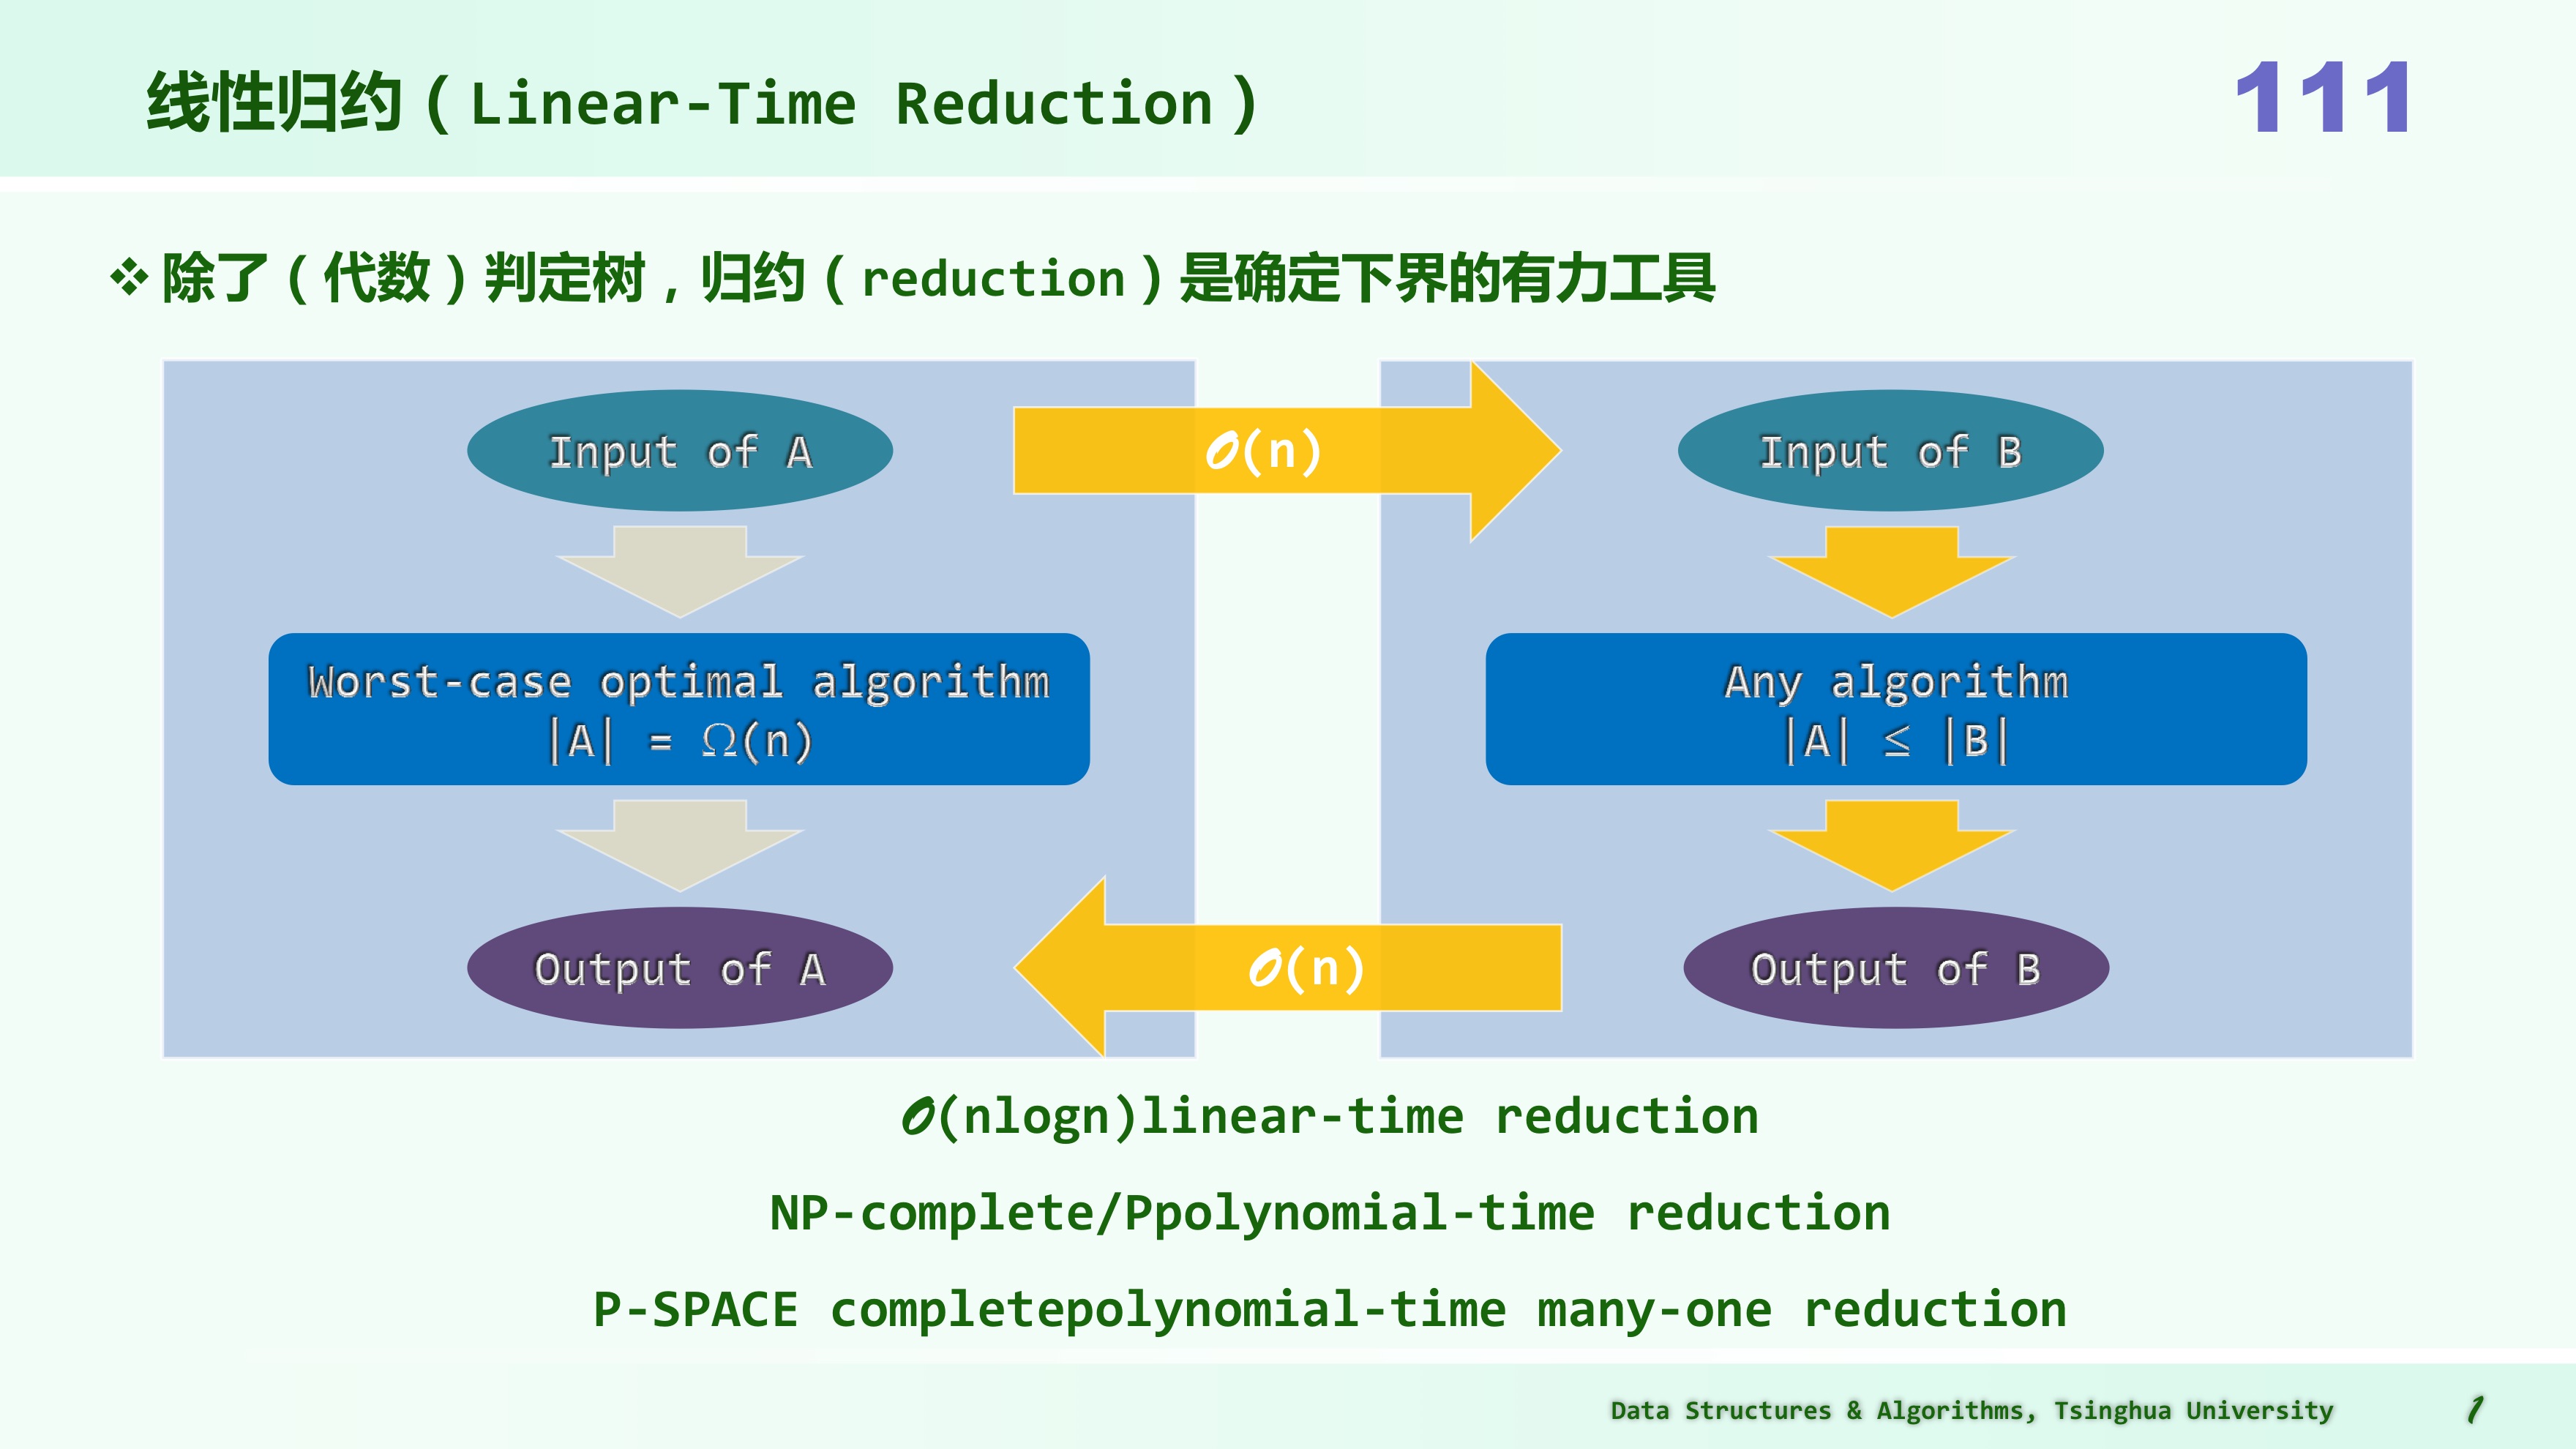 线性归约（Linear-Time Reduction）
111
除了（代数）判定树，归约（reduction）是确定下界的有力工具
Input of A
𝒪(n)
Input of B
Worst-case optimal algorithm
|A| = Ω(n)
Any algorithm
|A| ≤ |B|
Output of A
𝒪(n)
Output of B
𝒪(nlogn)linear-time reduction
NP-complete/Ppolynomial-time reduction
P-SPACE completepolynomial-time many-one reduction
Data Structures & Algorithms, Tsinghua University
1